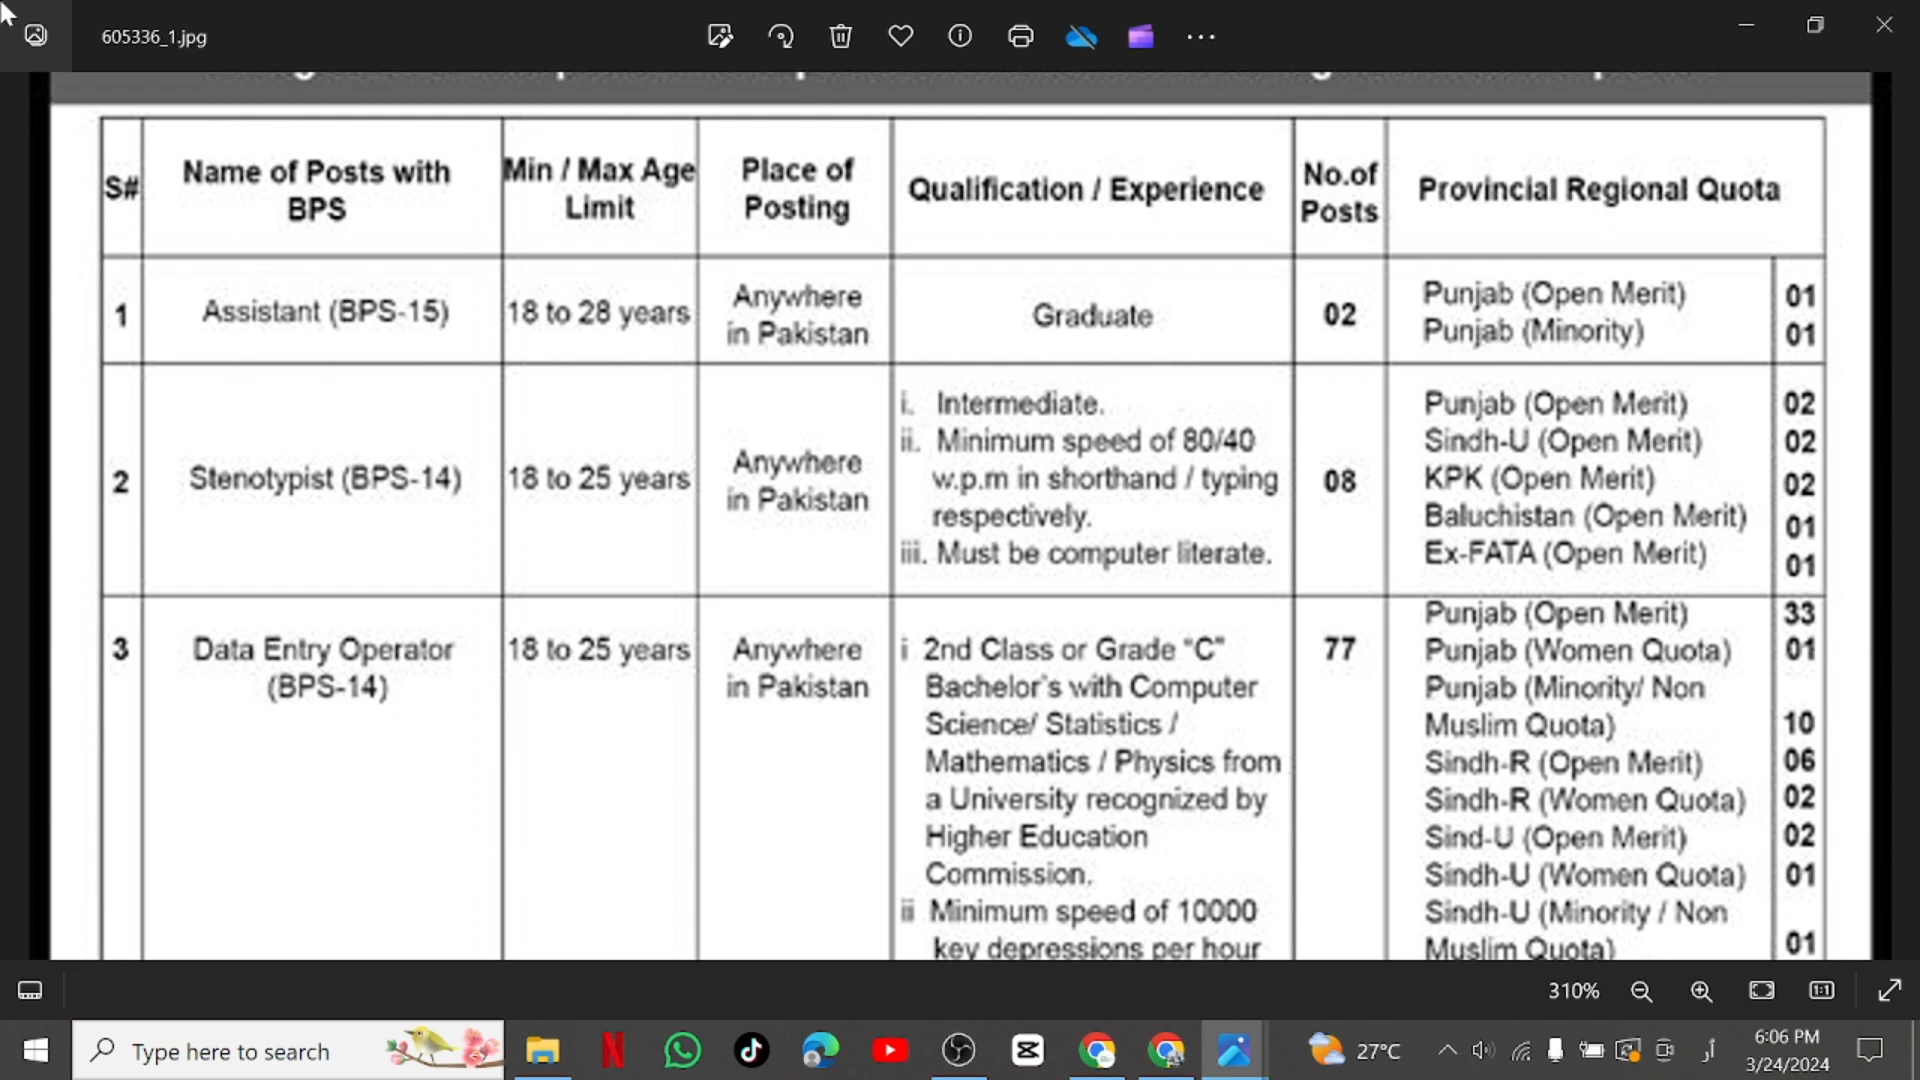 605336_1.jpg
S#
Name of Posts with
BPS
Min / Max Age
Limit
Place of
Posting
Qualification / Experience
No.of
Posts
Provincial Regional Quota
1
Assistant (BPS-15)
18 to 28 years
Anywhere
in Pakistan
Graduate
02
Punjab (Open Merit) 01
Punjab (Minority) 01
2
Stenotypist (BPS-14)
18 to 25 years
Anywhere
in Pakistan
i. Intermediate.
ii. Minimum speed of 80/40
w.p.m in shorthand / typing
respectively.
iii. Must be computer literate.
08
Punjab (Open Merit) 02
Sindh-U (Open Merit) 02
KPK (Open Merit) 02
Baluchistan (Open Merit) 01
Ex-FATA (Open Merit) 01
3
Data Entry Operator
(BPS-14)
18 to 25 years
Anywhere
in Pakistan
i 2nd Class or Grade “C”
Bachelor's with Computer
Science/ Statistics /
Mathematics / Physics from
a University recognized by
Higher Education
Commission.
ii Minimum speed of 10000
key depressions per hour
77
Punjab (Open Merit) 33
Punjab (Women Quota) 01
Punjab (Minority/ Non
Muslim Quota) 10
Sindh-R (Open Merit) 06
Sindh-R (Women Quota) 02
Sind-U (Open Merit) 02
Sindh-U (Women Quota) 01
Sindh-U (Minority / Non
Muslim Quota) 01
310%
Type here to search
27°C
6:06 PM
3/24/2024